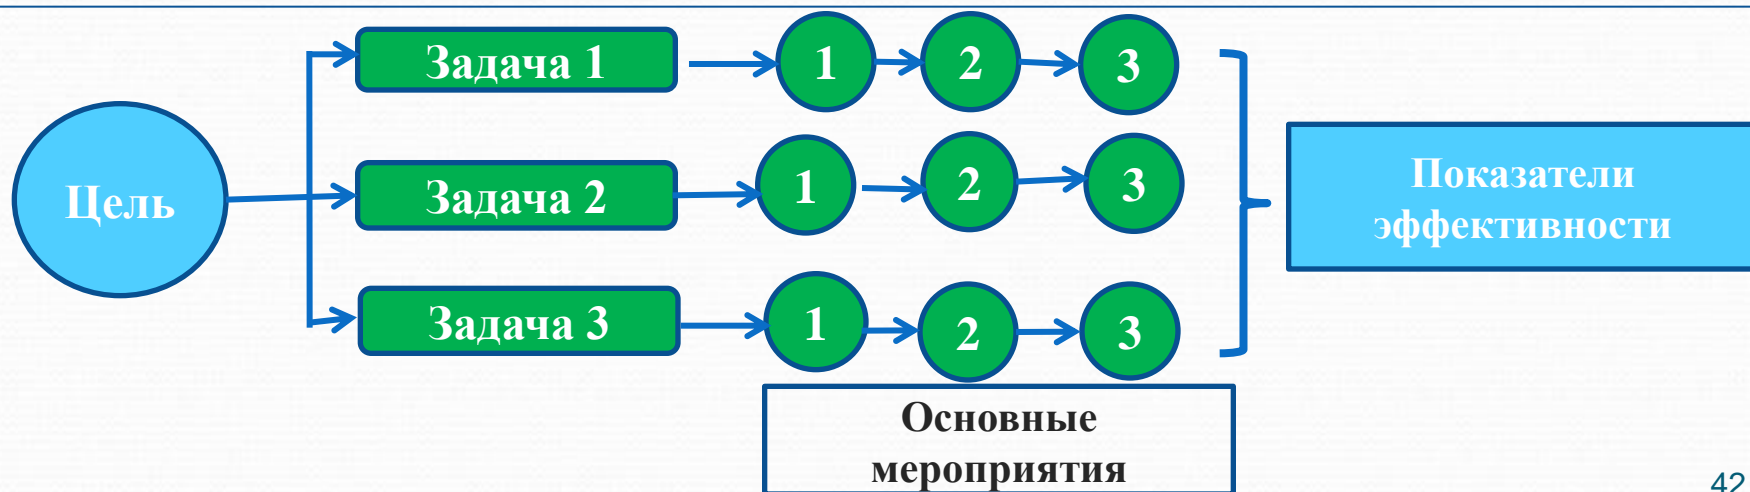 Задача 1
1
2
3
Цель
Задача 2
1
2
3
Показатели
эффективности
Задача 3
1
2
3
Основные
мероприятия
42